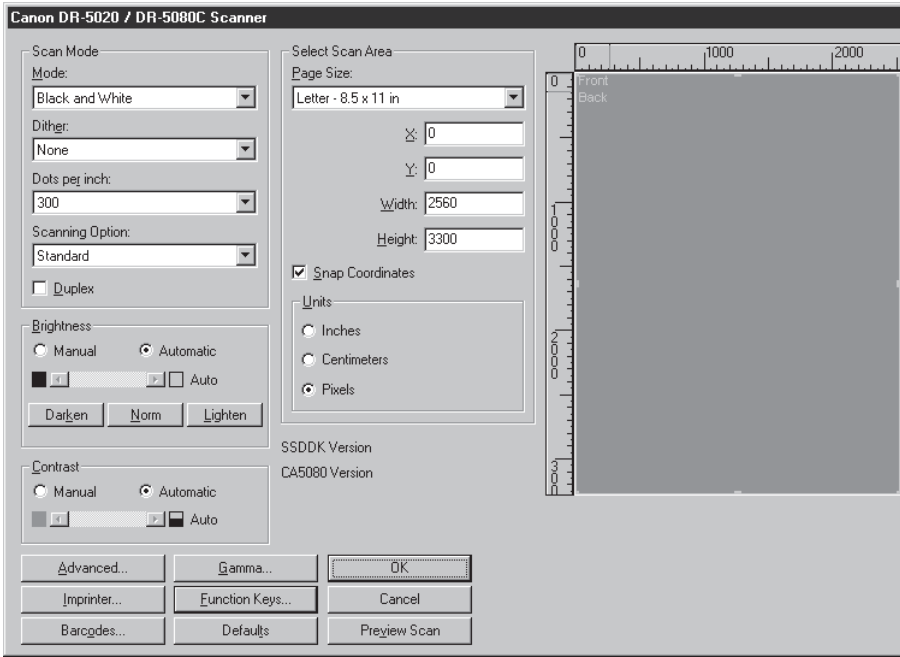 Canon DR-5020 / DR-5080C Scanner
Scan Mode
Mode:
Black and White
Dither:
None
Dots per inch:
300
Scanning Option:
Standard
Duplex
Brightness
Manual Automatic
Auto
Darken Norm Lighten
Contrast
Manual Automatic
Auto
Select Scan Area
Page Size:
Letter - 8.5 x 11 in
X: 0
Y: 0
Width: 2560
Height: 3300
Snap Coordinates
Units
Inches
Centimeters
Pixels
SSDDK Version
CA5080 Version
0 1000 2000
0
1000
2000
300
Front
Back
Advanced... Gamma... OK
Imprinter... Function Keys... Cancel
Barcodes... Defaults Preview Scan